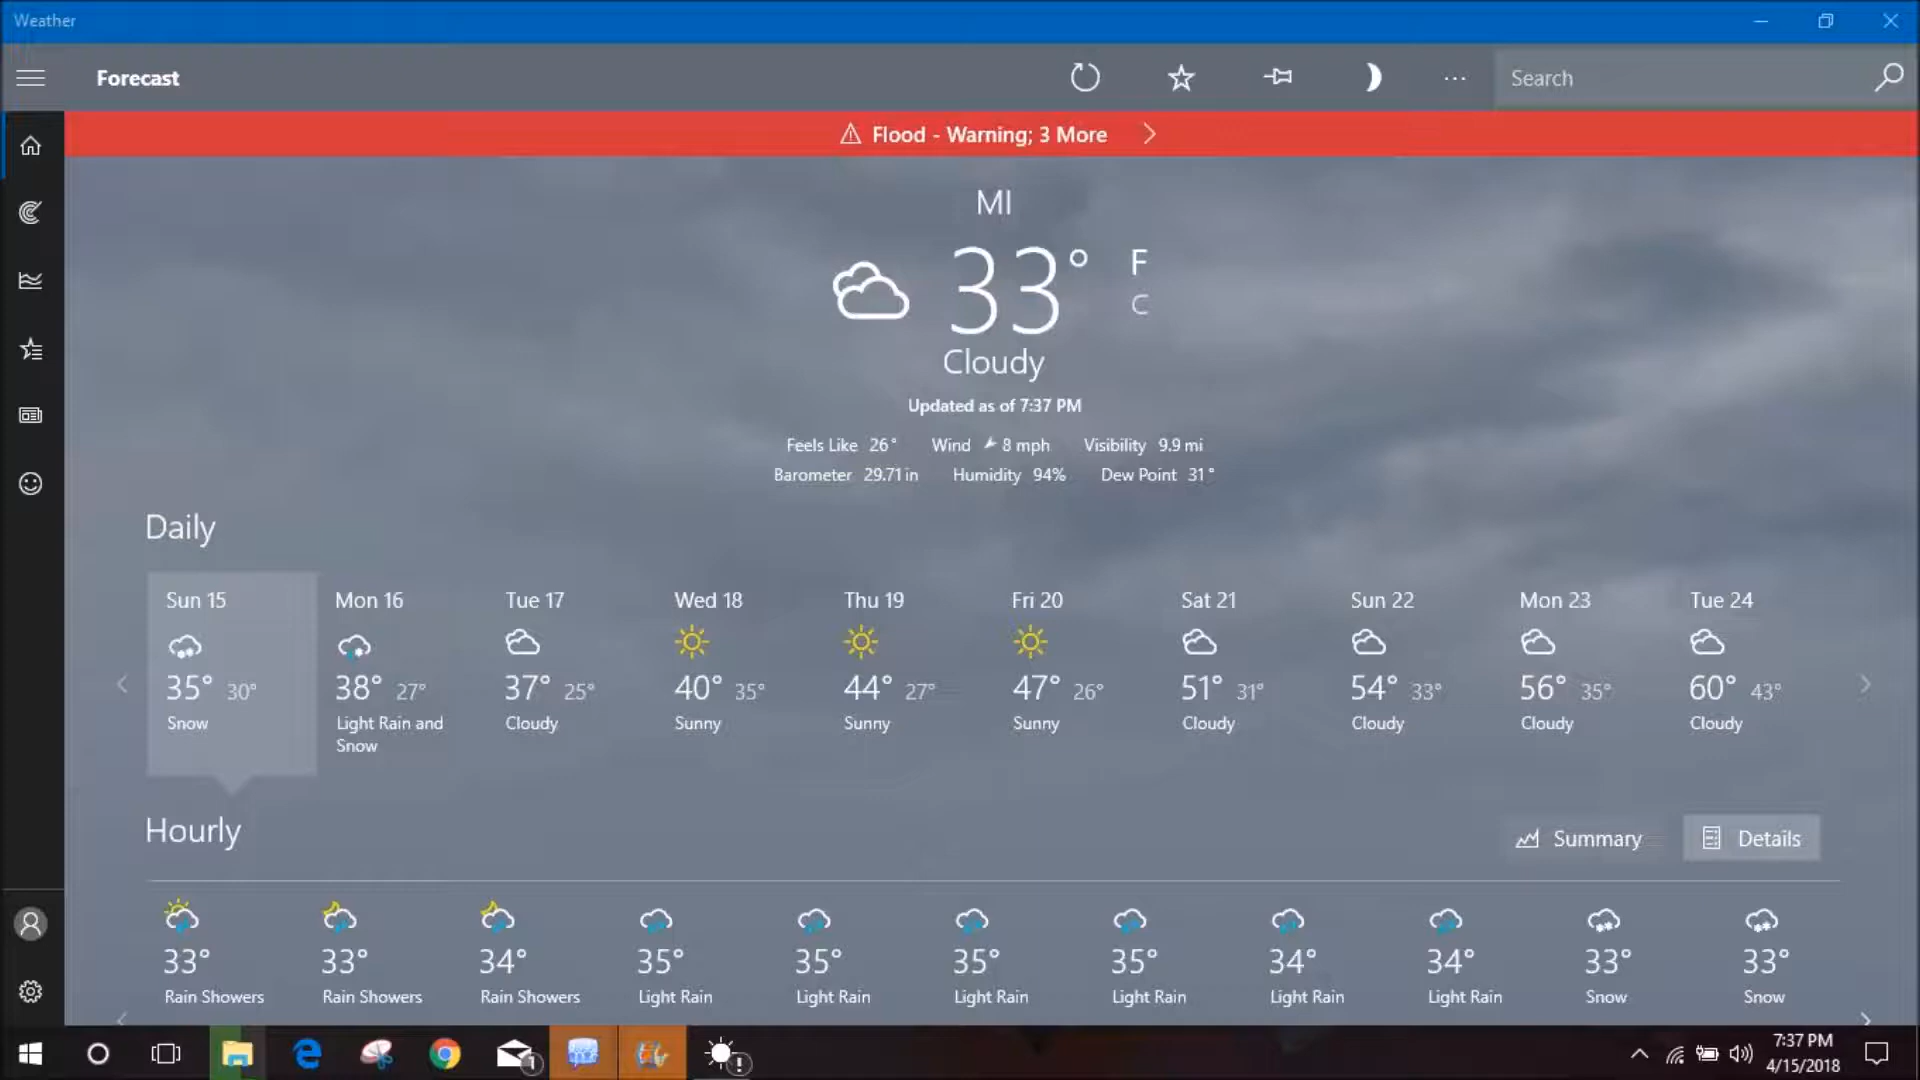 Weather
Forecast
Search
Flood - Warning; 3 More
MI
33° F
C
Cloudy
Updated as of 7:37 PM
Feels Like 26° Wind 8 mph Visibility 9.9 mi
Barometer 29.71 in Humidity 94% Dew Point 31°
Daily
Sun 15 Mon 16 Tue 17 Wed 18 Thu 19 Fri 20 Sat 21 Sun 22 Mon 23 Tue 24
35° 30° 38° 27° 37° 25° 40° 35° 44° 27° 47° 26° 51° 31° 54° 33° 56° 35° 60° 43°
Snow Light Rain and Cloudy Sunny Sunny Sunny Cloudy Cloudy Cloudy Cloudy
Snow
Hourly
Summary Details
33° 33° 34° 35° 35° 35° 35° 34° 34° 33° 33°
Rain Showers Rain Showers Rain Showers Light Rain Light Rain Light Rain Light Rain Light Rain Light Rain Snow Snow
1
7:37 PM
4/15/2018